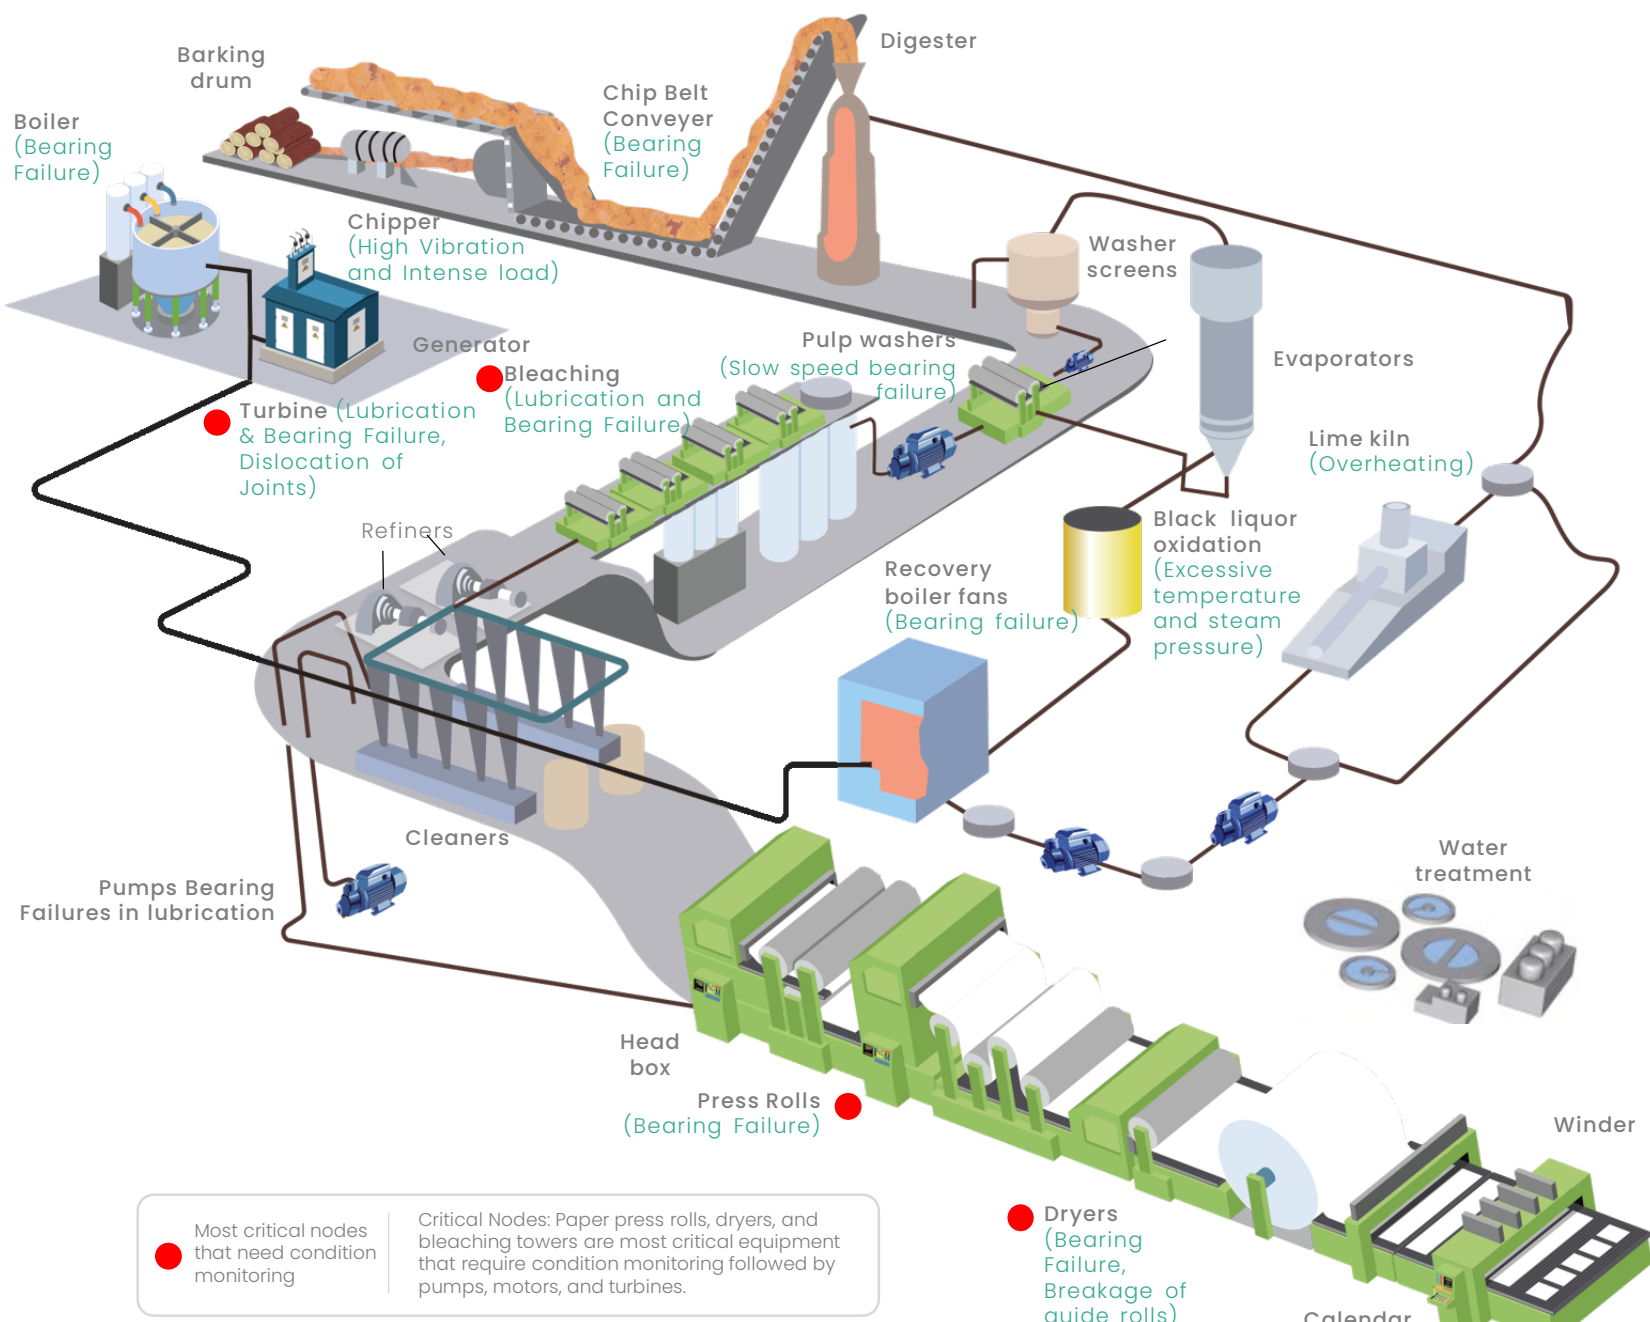 Barking
drum
Digester
Chip Belt
Conveyer
(Bearing
Failure)
Boiler
(Bearing
Failure)
Chipper
(High Vibration
and Intense load)
Washer
screens
Generator
Pulp washers
(Slow speed bearing
failure)
Evaporators
Bleaching
(Lubrication and
Bearing Failure)
Turbine (Lubrication
& Bearing Failure,
Dislocation of
Joints)
Lime kiln
(Overheating)
Refiners
Black liquor
oxidation
(Excessive
temperature
and steam
pressure)
Recovery
boiler fans
(Bearing failure)
Cleaners
Pumps Bearing
Failures in lubrication
Water
treatment
Head
box
Press Rolls
(Bearing Failure)
Winder
Dryers
(Bearing
Failure,
Breakage of
guide rolls)
Calendar
Most critical nodes
that need condition
monitoring
Critical Nodes: Paper press rolls, dryers, and
bleaching towers are most critical equipment
that require condition monitoring followed by
pumps, motors, and turbines.